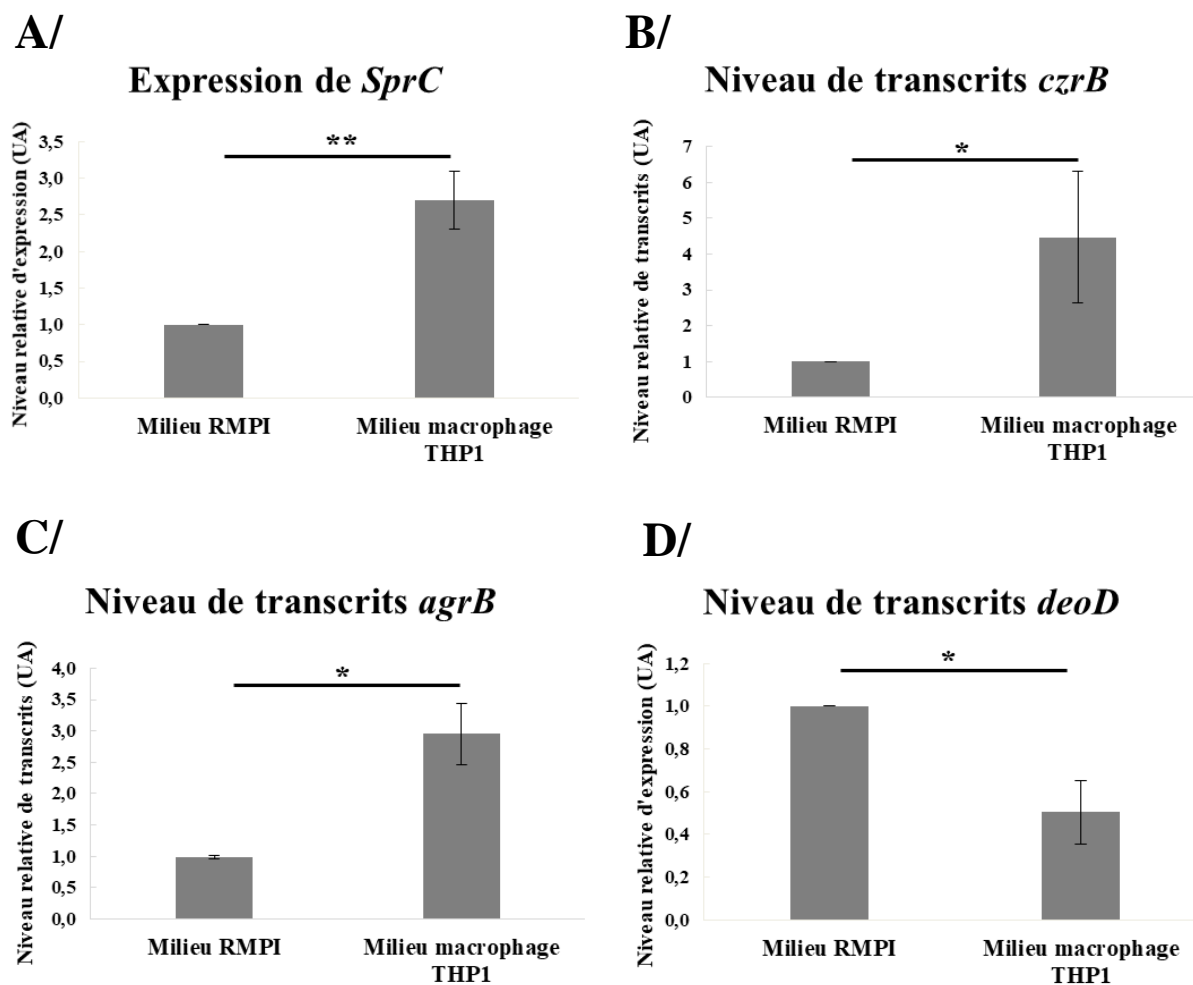 A/
Expression de SprC
Niveau relative d'expression (UA)
3,5
3,0
2,5
2,0
1,5
1,0
0,5
0,0
**
Milieu RMPI
Milieu macrophage
THP1
B/
Niveau de transcrits czrB
Niveau relative de transcrits (UA)
7
6
5
4
3
2
1
0
*
Milieu RMPI
Milieu macrophage
THP1
C/
Niveau de transcrits agrB
Niveau relative de transcrits (UA)
4,0
3,5
3,0
2,5
2,0
1,5
1,0
0,5
0,0
*
Milieu RMPI
Milieu macrophage
THP1
D/
Niveau de transcrits deoD
Niveau relative d'expression (UA)
1,2
1,0
0,8
0,6
0,4
0,2
0,0
*
Milieu RMPI
Milieu macrophage
THP1